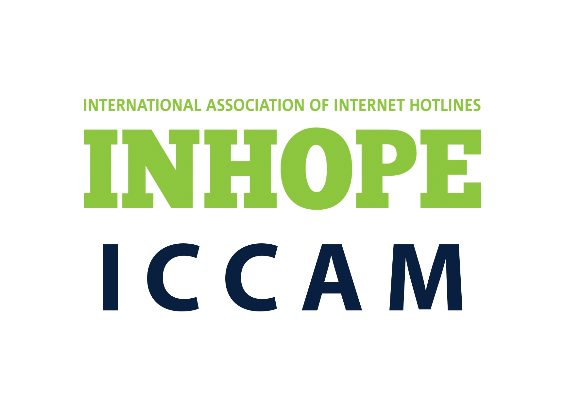 INTERNATIONAL ASSOCIATION OF INTERNET HOTLINES
INHOPE
ICCAM